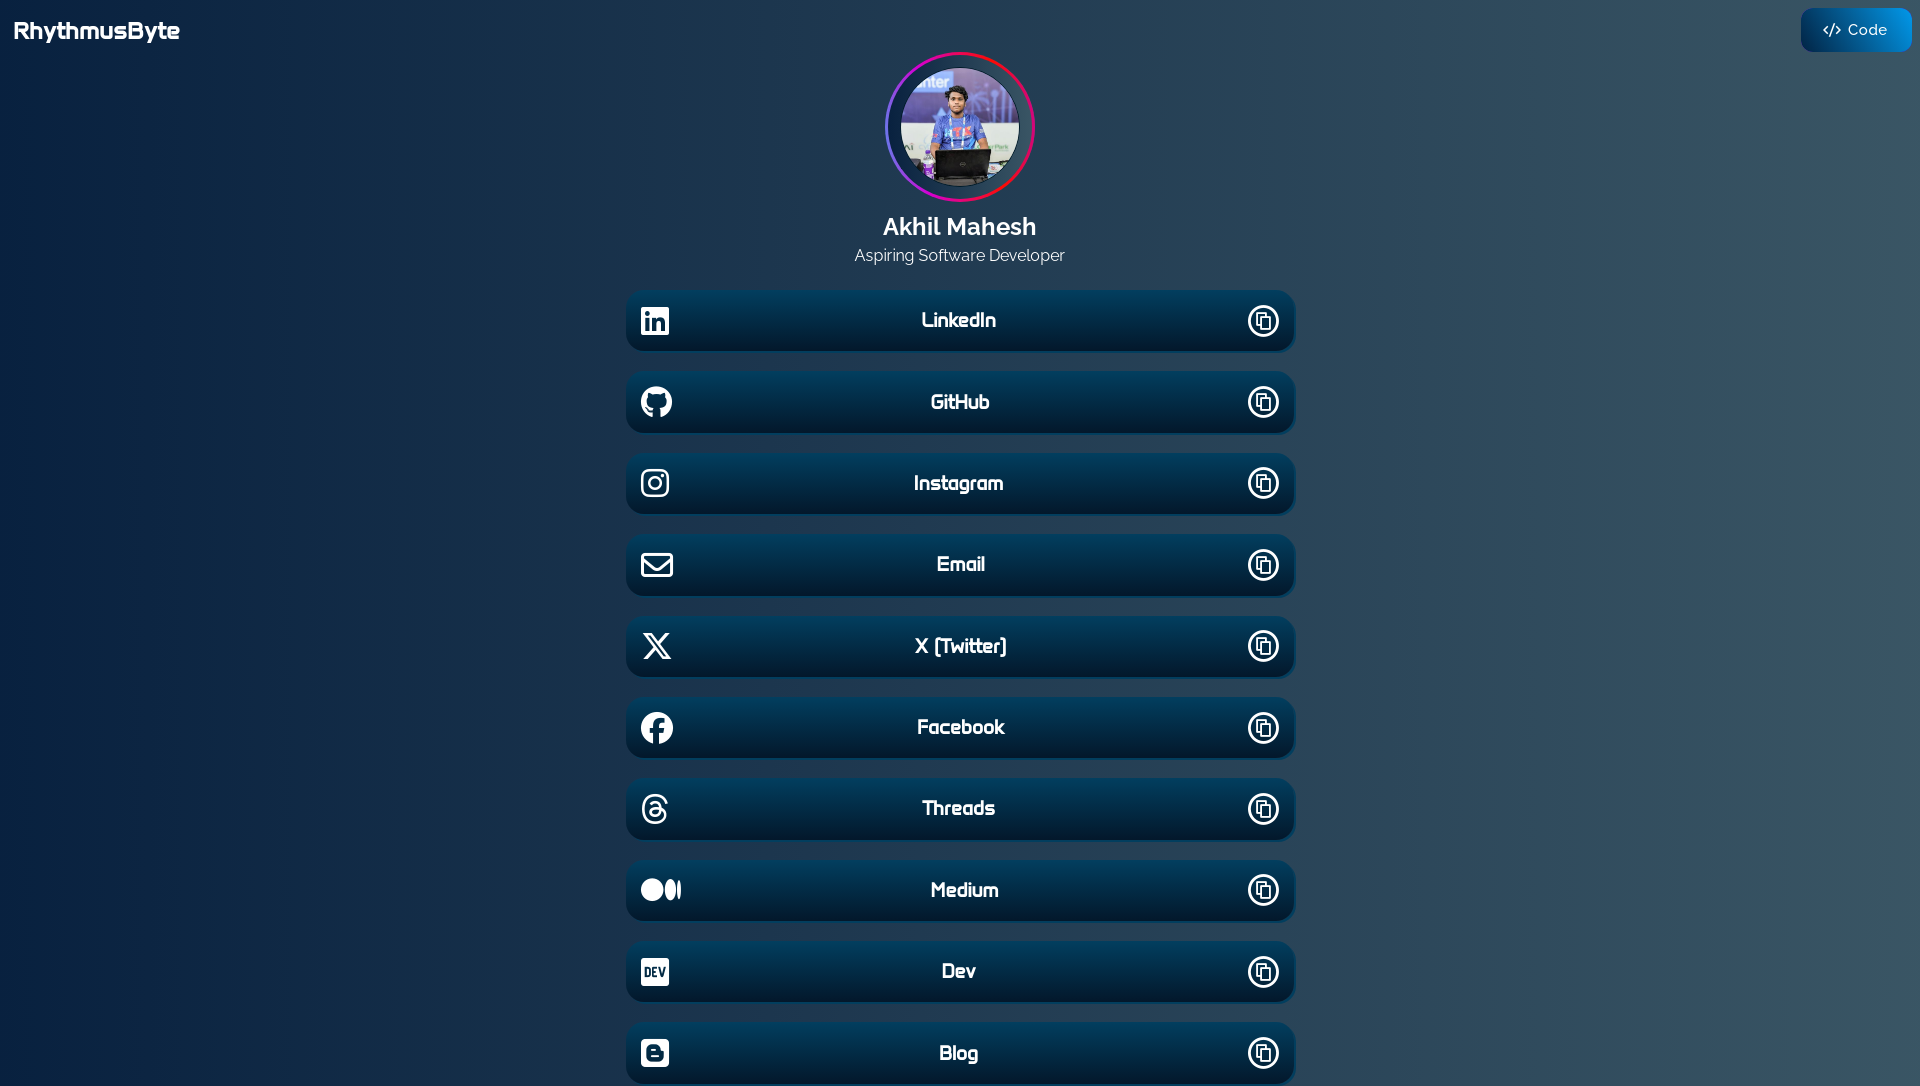 RhythmusByte
Code
Akhil Mahesh
Aspiring Software Developer
LinkedIn
GitHub
Instagram
Email
X (Twitter)
Facebook
Threads
Medium
DEV
Dev
Blog